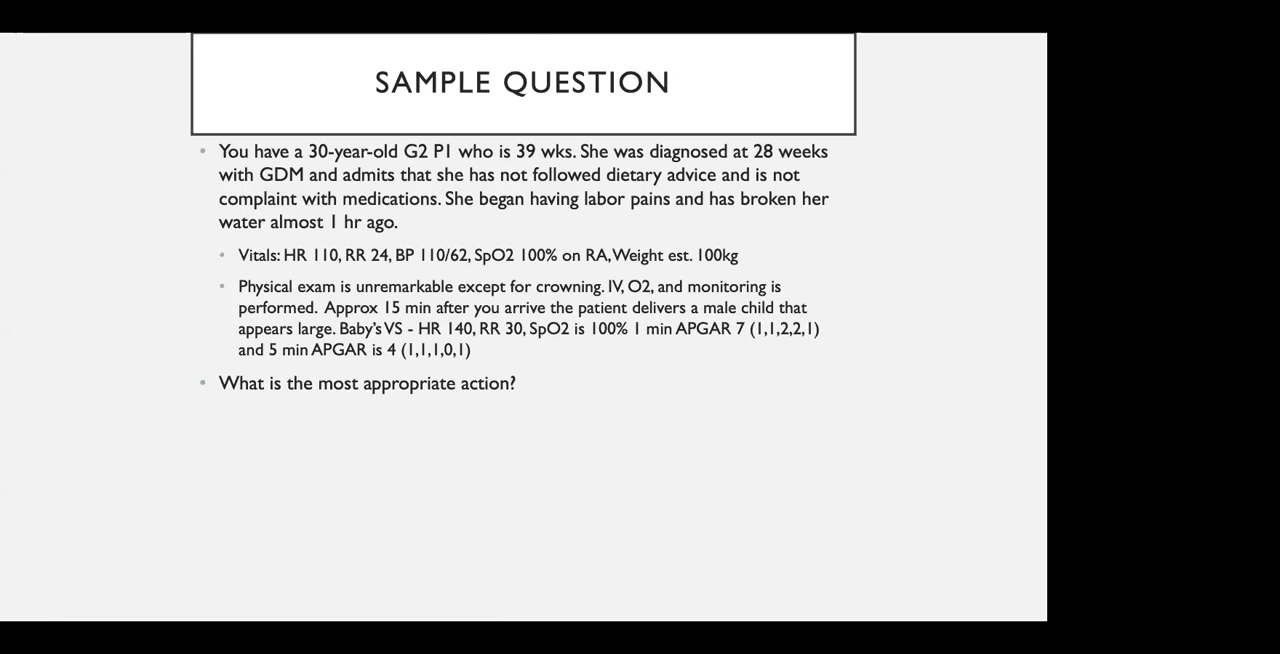 SAMPLE QUESTION
• You have a 30-year-old G2 P1 who is 39 wks. She was diagnosed at 28 weeks
with GDM and admits that she has not followed dietary advice and is not
complaint with medications. She began having labor pains and has broken her
water almost 1 hr ago.
• Vitals: HR 110, RR 24, BP 110/62, SpO2 100% on RA, Weight est. 100kg
• Physical exam is unremarkable except for crowning. IV, O2, and monitoring is
performed. Approx 15 min after you arrive the patient delivers a male child that
appears large. Baby's VS - HR 140, RR 30, SpO2 is 100% 1 min APGAR 7 (1,1,2,2,1)
and 5 min APGAR is 4 (1,1,1,0,1)
• What is the most appropriate action?